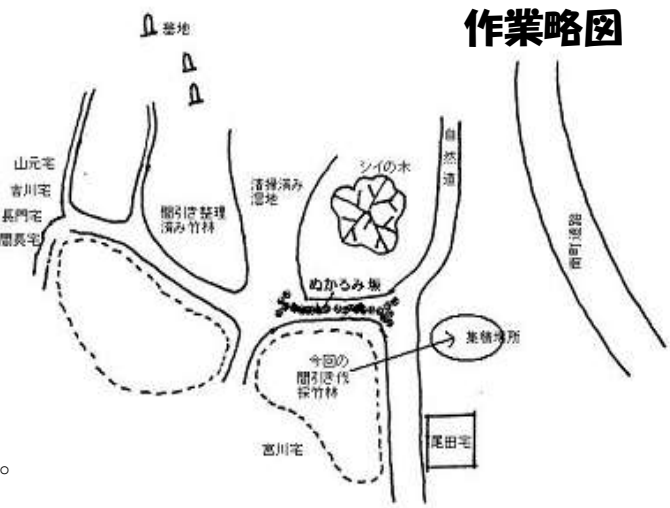 作業略図
墓地
シイの木
自然道
山元宅
吉川宅
長門宅
間長宅
清掃済み
湿地
間引き整理
済み竹林
南町道路
ぬかるみ坂
集積場所
今回の
間引き伐
採竹林
宮川宅
尾田宅
。